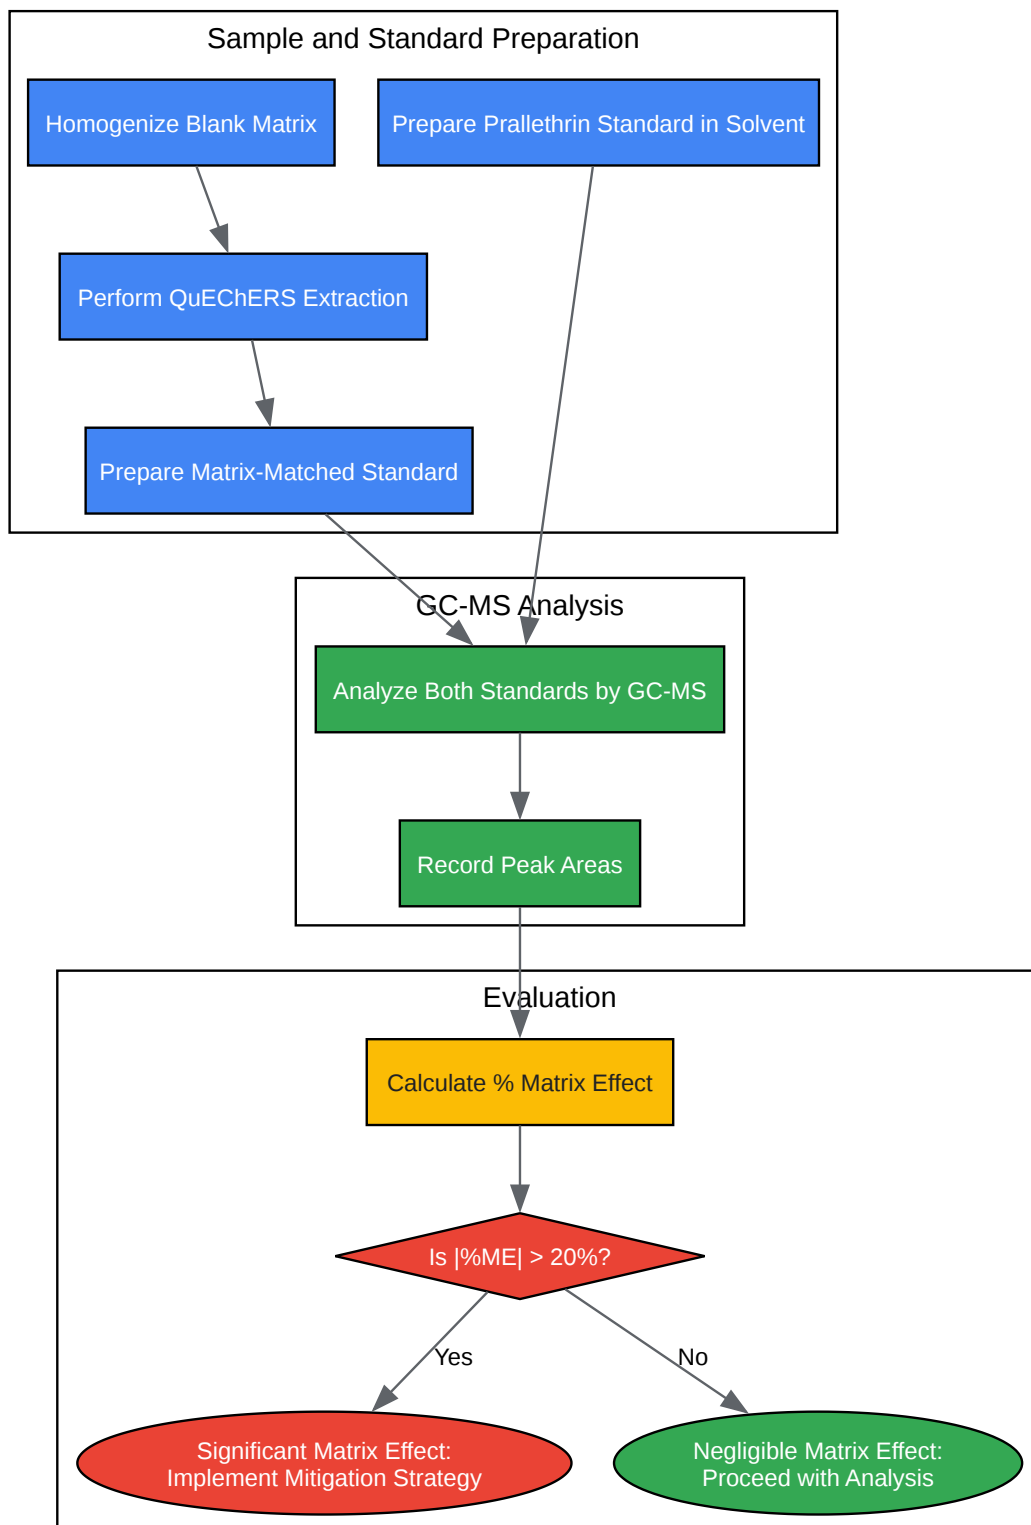 Sample and Standard Preparation
Homogenize Blank Matrix
Prepare Prallethrin Standard in Solvent
Perform QuEChERS Extraction
Prepare Matrix-Matched Standard
GC-MS Analysis
Analyze Both Standards by GC-MS
Record Peak Areas
Evaluation
Calculate % Matrix Effect
Is |%ME| > 20%?
Yes
No
Significant Matrix Effect:
Implement Mitigation Strategy
Negligible Matrix Effect:
Proceed with Analysis